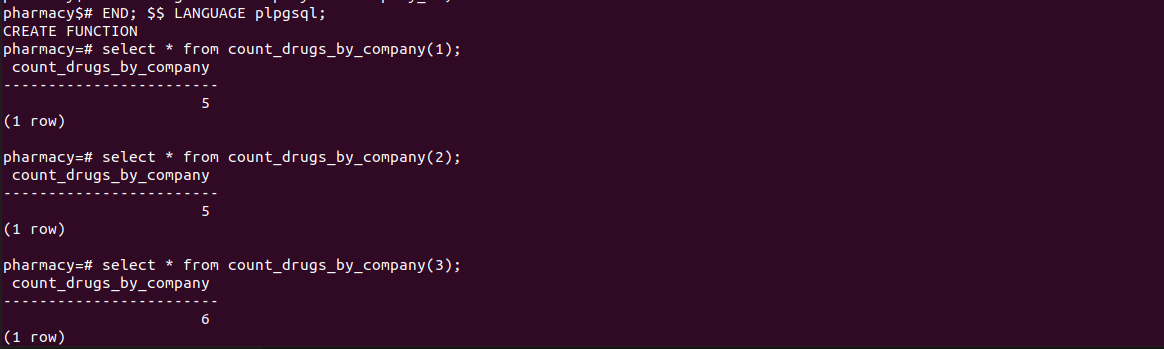 pharmacy$# END; $$ LANGUAGE plpgsql;
CREATE FUNCTION
pharmacy=# select * from count_drugs_by_company(1);
 count_drugs_by_company
------------------------
                      5
(1 row)

pharmacy=# select * from count_drugs_by_company(2);
 count_drugs_by_company
------------------------
                      5
(1 row)

pharmacy=# select * from count_drugs_by_company(3);
 count_drugs_by_company
------------------------
                      6
(1 row)